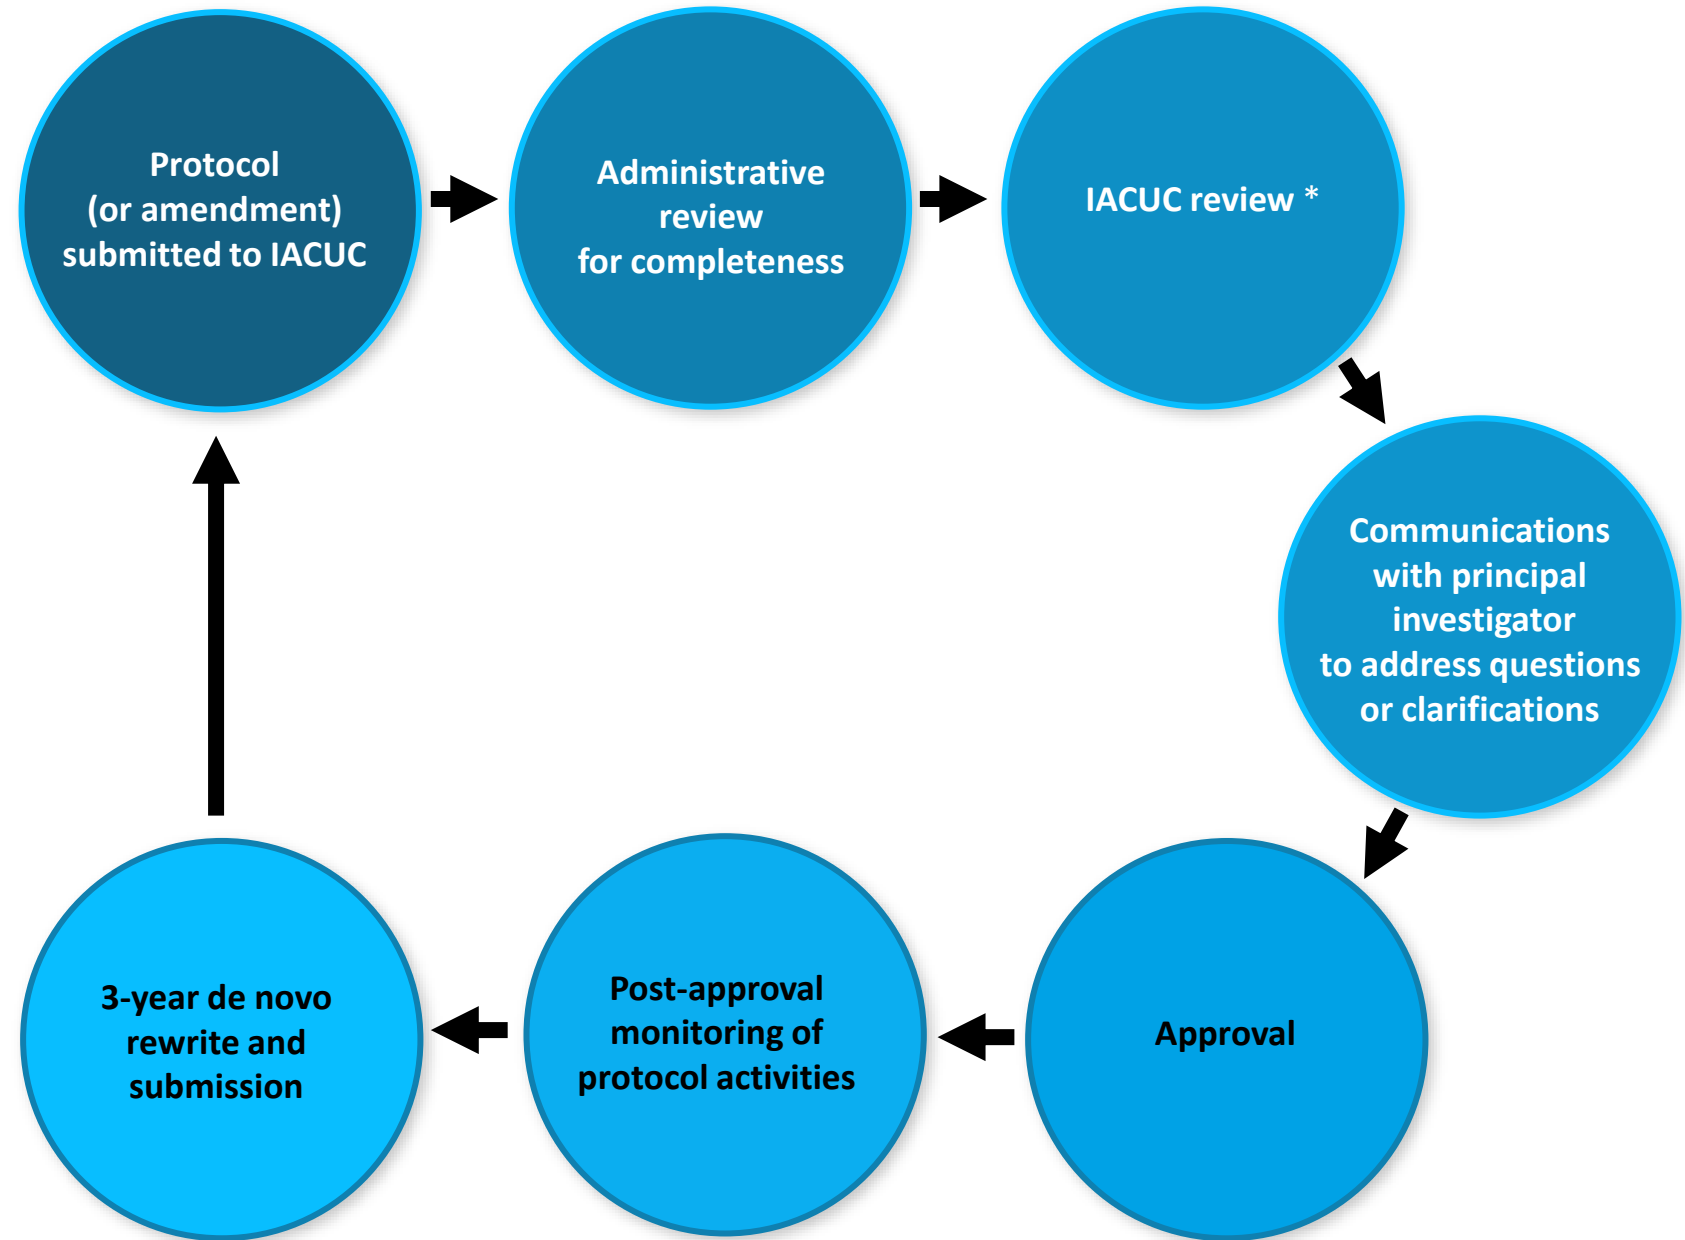 Protocol
(or amendment)
submitted to IACUC
Administrative
review
for completeness
IACUC review *
Communications
with principal
investigator
to address questions
or clarifications
Approval
Post-approval
monitoring of
protocol activities
3-year de novo
rewrite and
submission